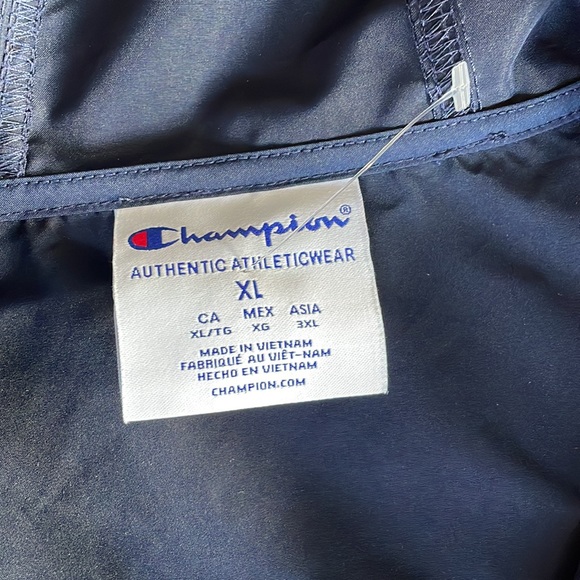 Champion®
AUTHENTIC ATHLETICWEAR
XL
CA MEX ASIA
XL/TG XG 3XL
MADE IN VIETNAM
FABRIQUÉ AU VIÊT-NAM
HECHO EN VIETNAM
CHAMPION.COM